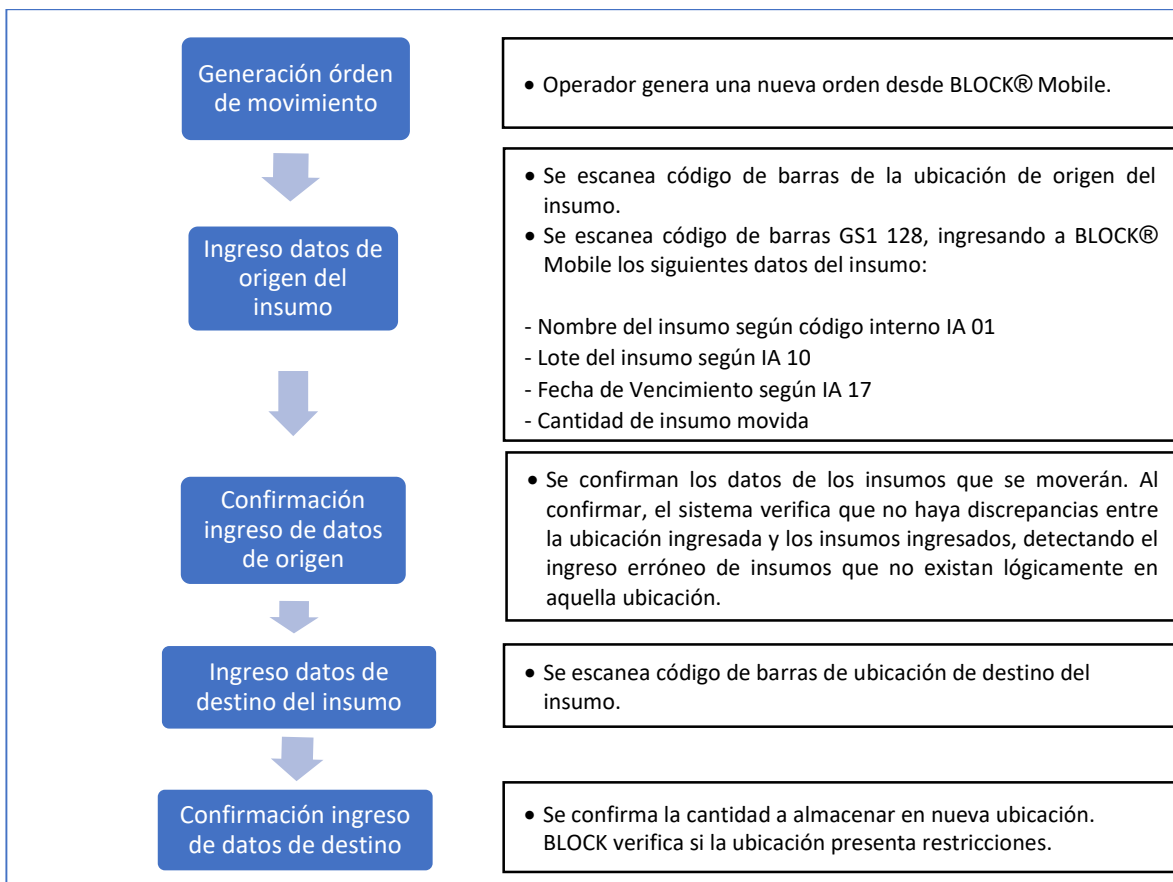 Generación órden
de movimiento
• Operador genera una nueva orden desde BLOCK® Mobile.
Ingreso datos de
origen del
insumo
• Se escanea código de barras de la ubicación de origen del
insumo.
• Se escanea código de barras GS1 128, ingresando a BLOCK®
Mobile los siguientes datos del insumo:
- Nombre del insumo según código interno IA 01
- Lote del insumo según IA 10
- Fecha de Vencimiento según IA 17
- Cantidad de insumo movida
Confirmación
ingreso de datos
de origen
• Se confirman los datos de los insumos que se moverán. Al
confirmar, el sistema verifica que no haya discrepancias entre
la ubicación ingresada y los insumos ingresados, detectando el
ingreso erróneo de insumos que no existan lógicamente en
aquella ubicación.
Ingreso datos de
destino del insumo
• Se escanea código de barras de ubicación de destino del
insumo.
Confirmación ingreso
de datos de destino
• Se confirma la cantidad a almacenar en nueva ubicación.
BLOCK verifica si la ubicación presenta restricciones.